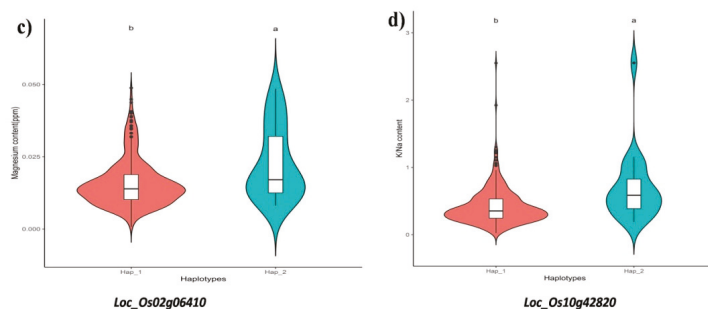 c)
b
a
0.050
0.025
0.000
Magnesium content(ppm)
Hap_1
Hap_2
Haplotypes
Loc_Os02g06410
d)
b
a
3
2
1
0
K/Na content
Hap_1
Hap_2
Haplotypes
Loc_Os10g42820